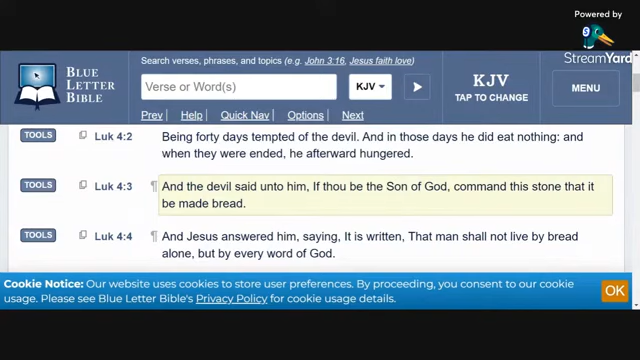 Powered by
StreamYard
Search verses, phrases, and topics (e.g. John 3:16, Jesus faith love)
BLUE
LETTER
BIBLE
Verse or Word(s)
KJV
KJV
TAP TO CHANGE
MENU
Prev Help Quick Nav Options Next
TOOLS Luk 4:2 Being forty days tempted of the devil. And in those days he did eat nothing: and
when they were ended, he afterward hungered.
TOOLS Luk 4:3 ¶ And the devil said unto him, If thou be the Son of God, command this stone that it
be made bread.
TOOLS Luk 4:4 ¶ And Jesus answered him, saying, It is written, That man shall not live by bread
alone, but by every word of God.
Cookie Notice: Our website uses cookies to store user preferences. By proceeding, you consent to our cookie
usage. Please see Blue Letter Bible's Privacy Policy for cookie usage details.
OK